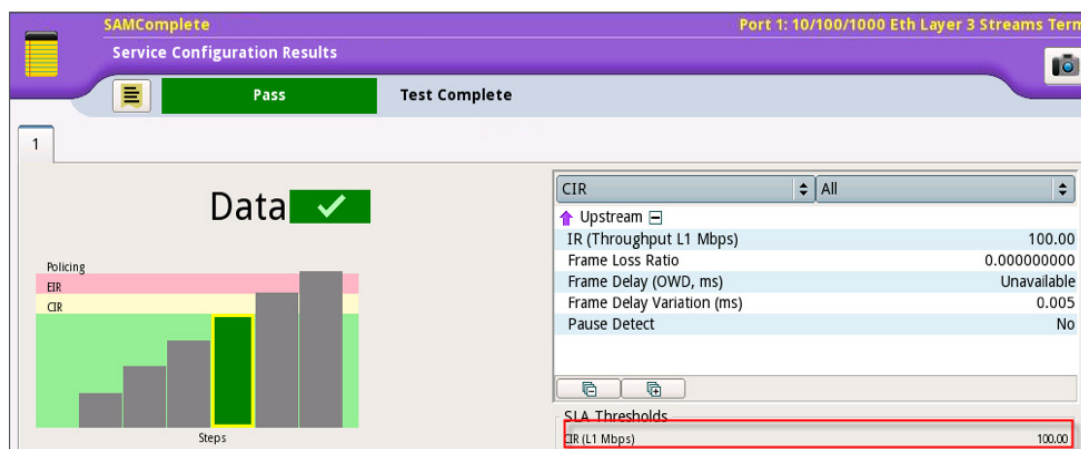 SAMComplete
Port 1: 10/100/1000 Eth Layer 3 Streams Term
Service Configuration Results
Pass
Test Complete
1
Data
Policing
EIR
CIR
Steps
CIR
All
Upstream
IR (Throughput L1 Mbps) 100.00
Frame Loss Ratio 0.000000000
Frame Delay (OWD, ms) Unavailable
Frame Delay Variation (ms) 0.005
Pause Detect No
SLA Thresholds
CIR (L1 Mbps) 100.00